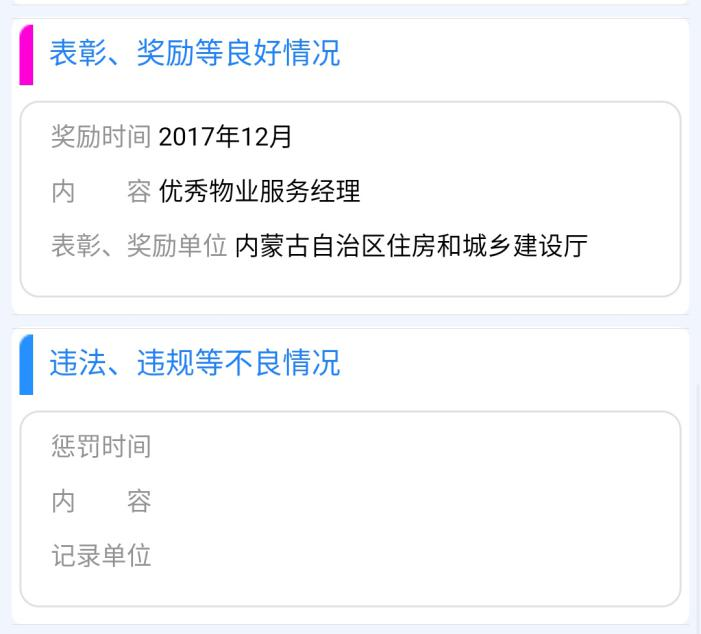 表彰、奖励等良好情况
奖励时间 2017年12月
内　　容 优秀物业服务经理
表彰、奖励单位 内蒙古自治区住房和城乡建设厅
违法、违规等不良情况
惩罚时间
内　　容
记录单位